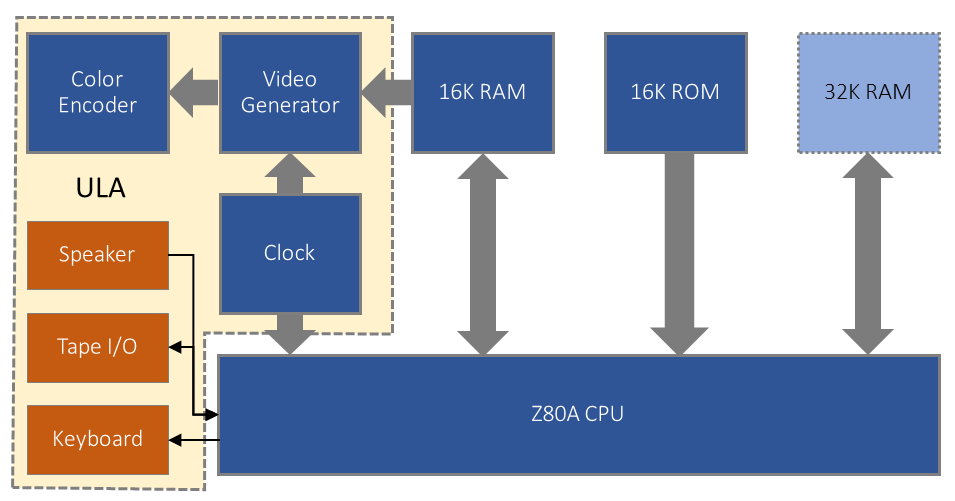 Color
Encoder
Video
Generator
16K RAM
16K ROM
32K RAM
ULA
Speaker
Clock
Tape I/O
Keyboard
Z80A CPU